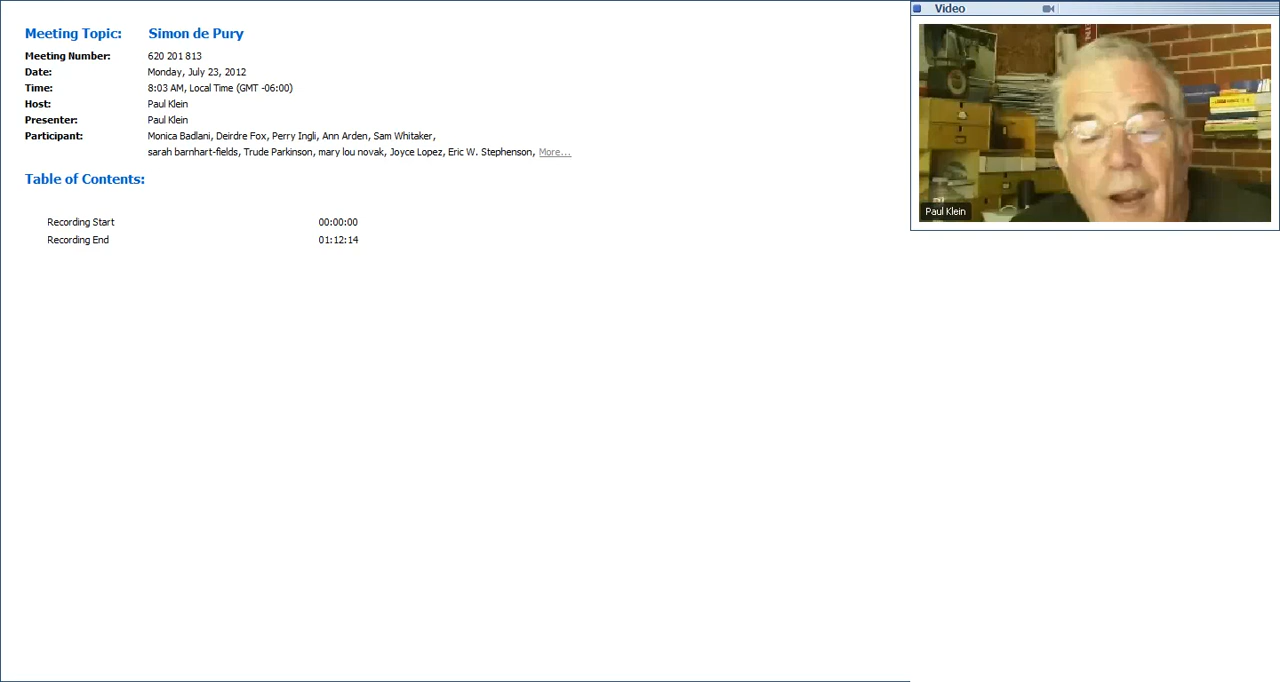 Meeting Topic: Simon de Pury
Meeting Number: 620 201 813
Date: Monday, July 23, 2012
Time: 8:03 AM, Local Time (GMT -06:00)
Host: Paul Klein
Presenter: Paul Klein
Participant: Monica Badlani, Deirdre Fox, Perry Ingli, Ann Arden, Sam Whitaker,
sarah barnhart-fields, Trude Parkinson, mary lou novak, Joyce Lopez, Eric W. Stephenson, More...
Table of Contents:
Recording Start 00:00:00
Recording End 01:12:14
Video
Paul Klein